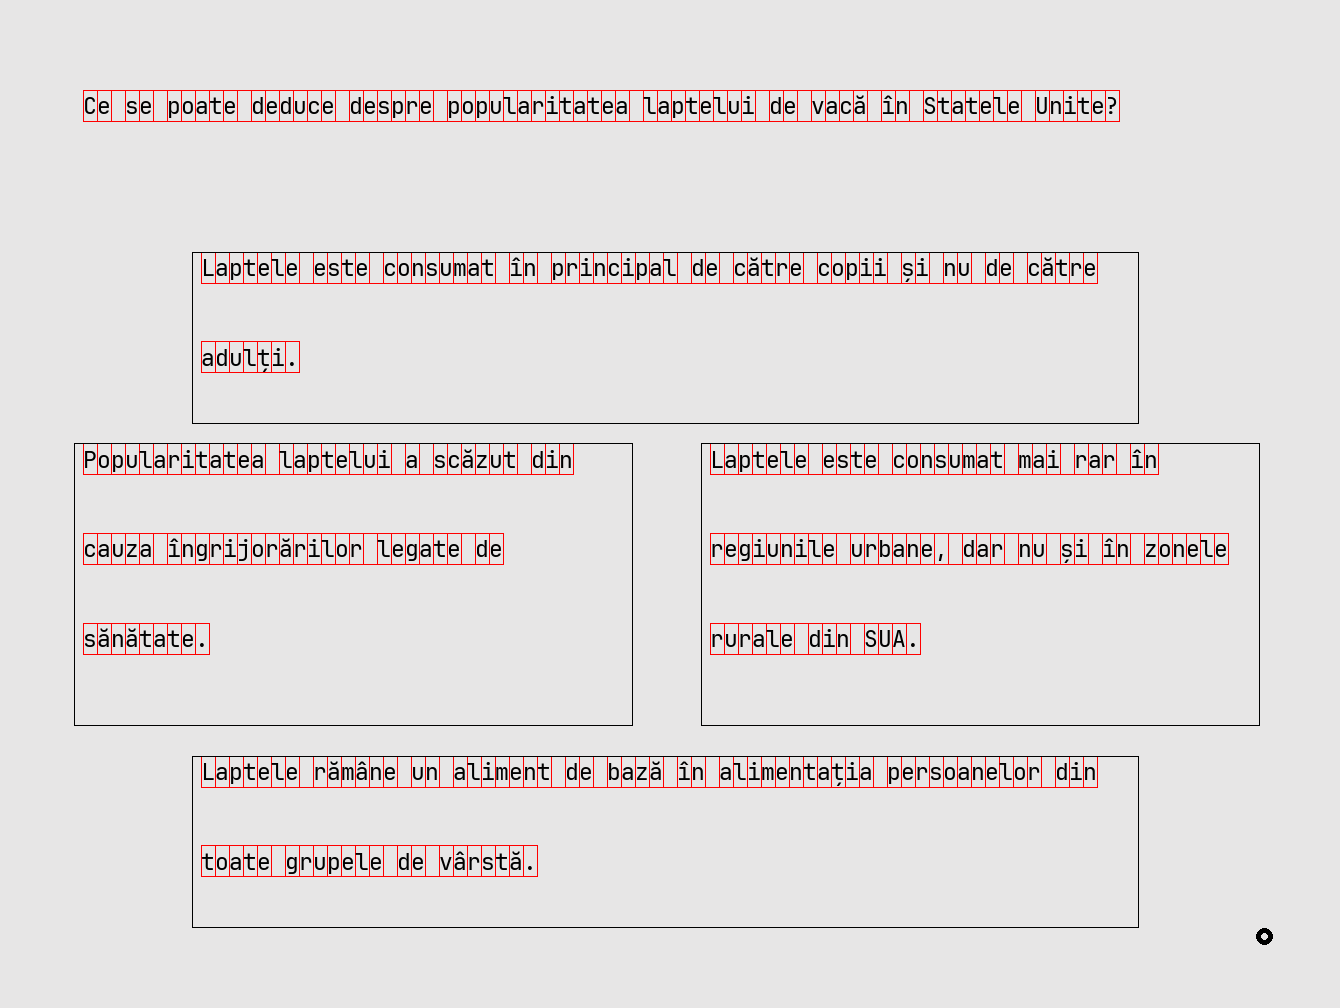 Ce se poate deduce despre popularitatea laptelui de vacă în Statele Unite?
Laptele este consumat în principal de către copii și nu de către
adulți.
Popularitatea laptelui a scăzut din
cauza îngrijorărilor legate de
sănătate.
Laptele este consumat mai rar în
regiunile urbane, dar nu și în zonele
rurale din SUA.
Laptele rămâne un aliment de bază în alimentația persoanelor din
toate grupele de vârstă.